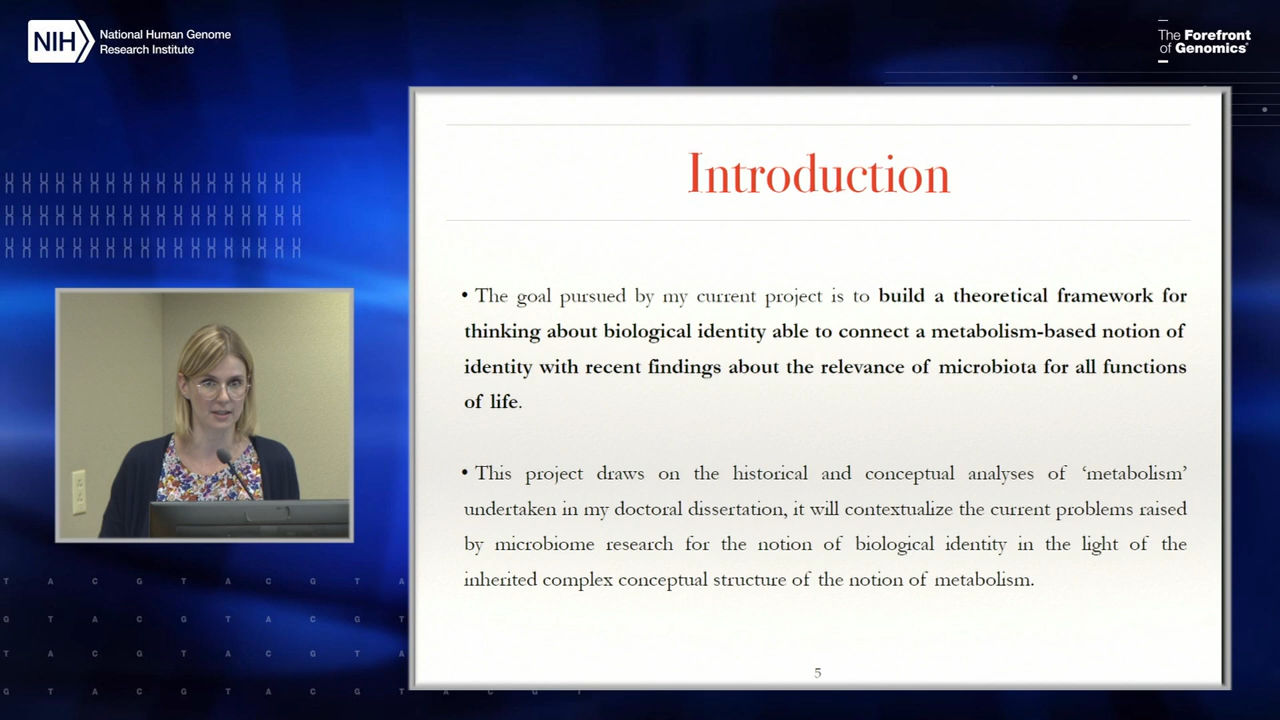 NIH National Human Genome
Research Institute
The Forefront
of Genomics®
Introduction
• The goal pursued by my current project is to build a theoretical framework for
thinking about biological identity able to connect a metabolism-based notion of
identity with recent findings about the relevance of microbiota for all functions
of life.
• This project draws on the historical and conceptual analyses of ‘metabolism’
undertaken in my doctoral dissertation, it will contextualize the current problems raised
by microbiome research for the notion of biological identity in the light of the
inherited complex conceptual structure of the notion of metabolism.
5
T A C G T A C G T A C G T A
G T A C G T A C G T A C
T A C G T A C G T A C G T A
G T A C G T A C G T A C G T A C G T